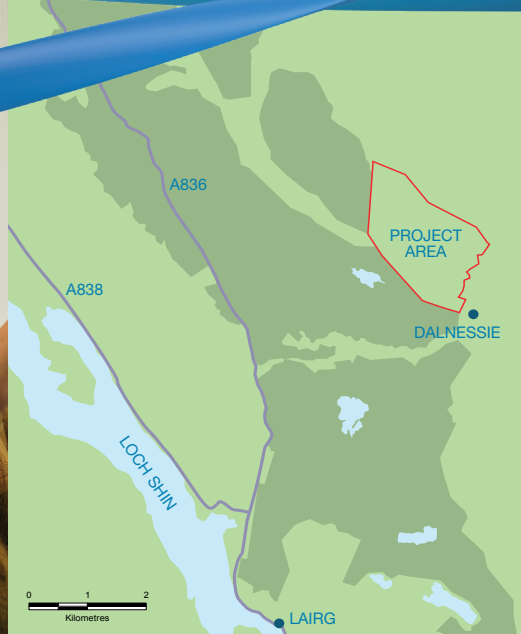 A836
PROJECT
AREA
A838
DALNESSIE
LOCH SHIN
0 1 2
Kilometres
LAIRG